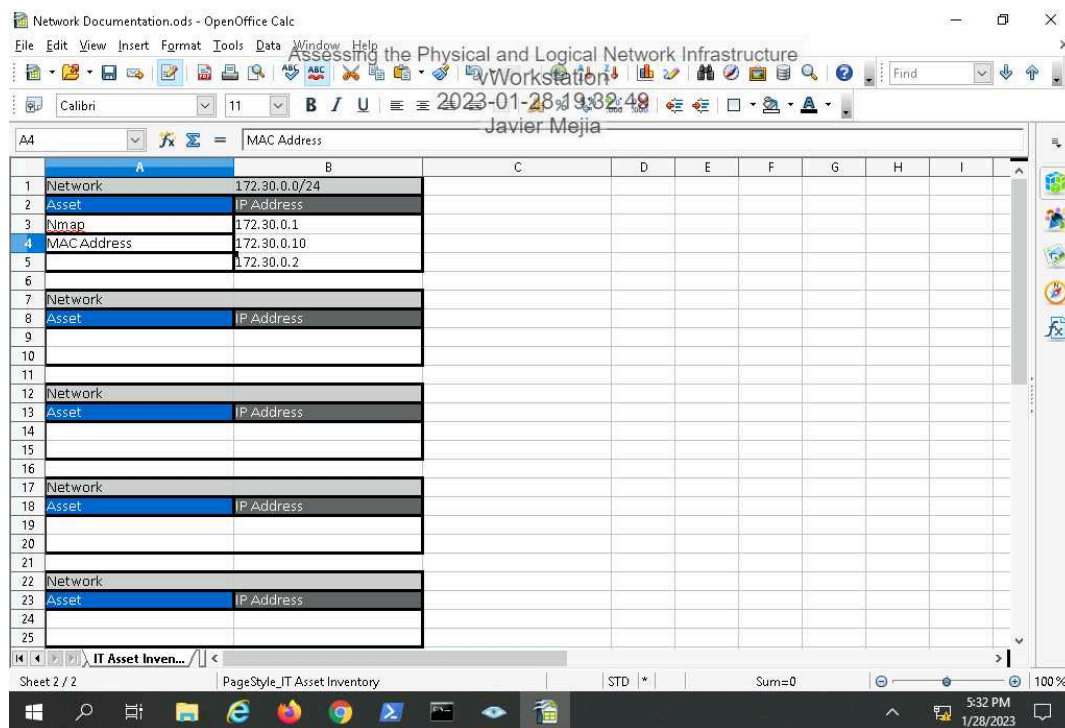 Network Documentation.ods - OpenOffice Calc
File Edit View Insert Format Tools Data Window Help
Assessing the Physical and Logical Network Infrastructure
vWorkstation
Find
Calibri 11 B I U
2023-01-28 19:32:49
Javier Mejia
A4 MAC Address
A B C D E F G H I
1 Network 172.30.0.0/24
2 Asset IP Address
3 Nmap 172.30.0.1
4 MAC Address 172.30.0.10
5 172.30.0.2
6
7 Network
8 Asset IP Address
9
10
11
12 Network
13 Asset IP Address
14
15
16
17 Network
18 Asset IP Address
19
20
21
22 Network
23 Asset IP Address
24
25
IT Asset Inven...
Sheet 2 / 2 PageStyle_IT Asset Inventory STD * Sum=0 100 %
5:32 PM
1/28/2023